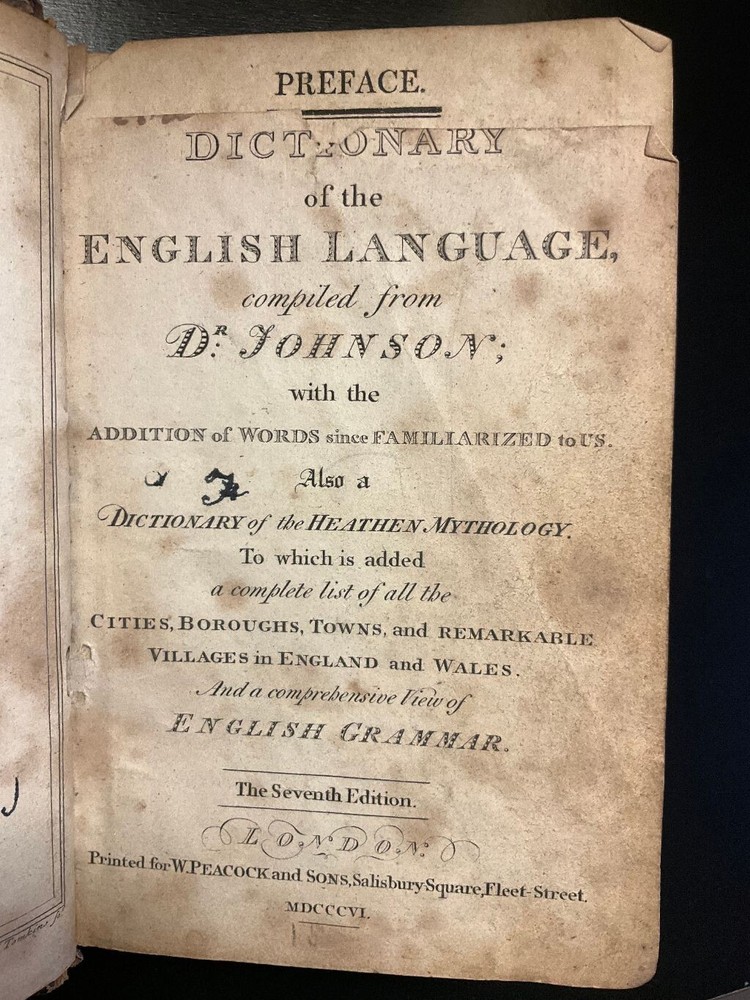 PREFACE.
DICTIONARY
of the
ENGLISH LANGUAGE,
compiled from
Dᴿ. JOHNSON;
with the
ADDITION of WORDS since FAMILIARIZED to US.
Also a
DICTIONARY of the HEATHEN MYTHOLOGY.
To which is added
a complete list of all the
CITIES, BOROUGHS, TOWNS, and REMARKABLE
VILLAGES in ENGLAND and WALES.
And a comprehensive View of
ENGLISH GRAMMAR.
The Seventh Edition.
LONDON:
Printed for W. PEACOCK and SONS, Salisbury Square, Fleet-Street.
MDCCCVI.